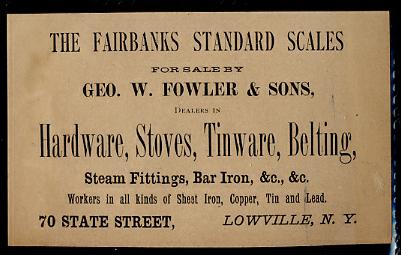 THE FAIRBANKS STANDARD SCALES
FOR SALE BY
GEO. W. FOWLER & SONS,
DEALERS IN
Hardware, Stoves, Tinware, Belting,
Steam Fittings, Bar Iron, &c., &c.
Workers in all kinds of Sheet Iron, Copper, Tin and Lead.
70 STATE STREET, LOWVILLE, N. Y.